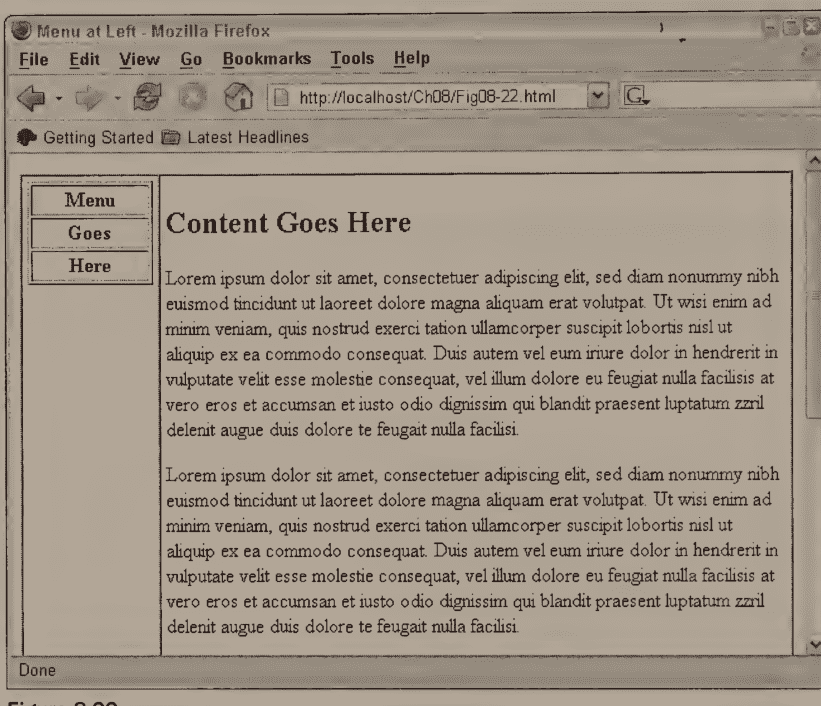 Menu at Left - Mozilla Firefox
File Edit View Go Bookmarks Tools Help
http://localhost/Ch08/Fig08-22.html
G
Getting Started Latest Headlines
Menu
Goes
Here
Content Goes Here
Lorem ipsum dolor sit amet, consectetuer adipiscing elit, sed diam nonummy nibh
euismod tincidunt ut laoreet dolore magna aliquam erat volutpat. Ut wisi enim ad
minim veniam, quis nostrud exerci tation ullamcorper suscipit lobortis nisl ut
aliquip ex ea commodo consequat. Duis autem vel eum iriure dolor in hendrerit in
vulputate velit esse molestie consequat, vel illum dolore eu feugiat nulla facilisis at
vero eros et accumsan et iusto odio dignissim qui blandit praesent luptatum zzril
delenit augue duis dolore te feugait nulla facilisi.
Lorem ipsum dolor sit amet, consectetuer adipiscing elit, sed diam nonummy nibh
euismod tincidunt ut laoreet dolore magna aliquam erat volutpat. Ut wisi enim ad
minim veniam, quis nostrud exerci tation ullamcorper suscipit lobortis nisl ut
aliquip ex ea commodo consequat. Duis autem vel eum iriure dolor in hendrerit in
vulputate velit esse molestie consequat, vel illum dolore eu feugiat nulla facilisis at
vero eros et accumsan et iusto odio dignissim qui blandit praesent luptatum zzril
delenit augue duis dolore te feugait nulla facilisi.
Done